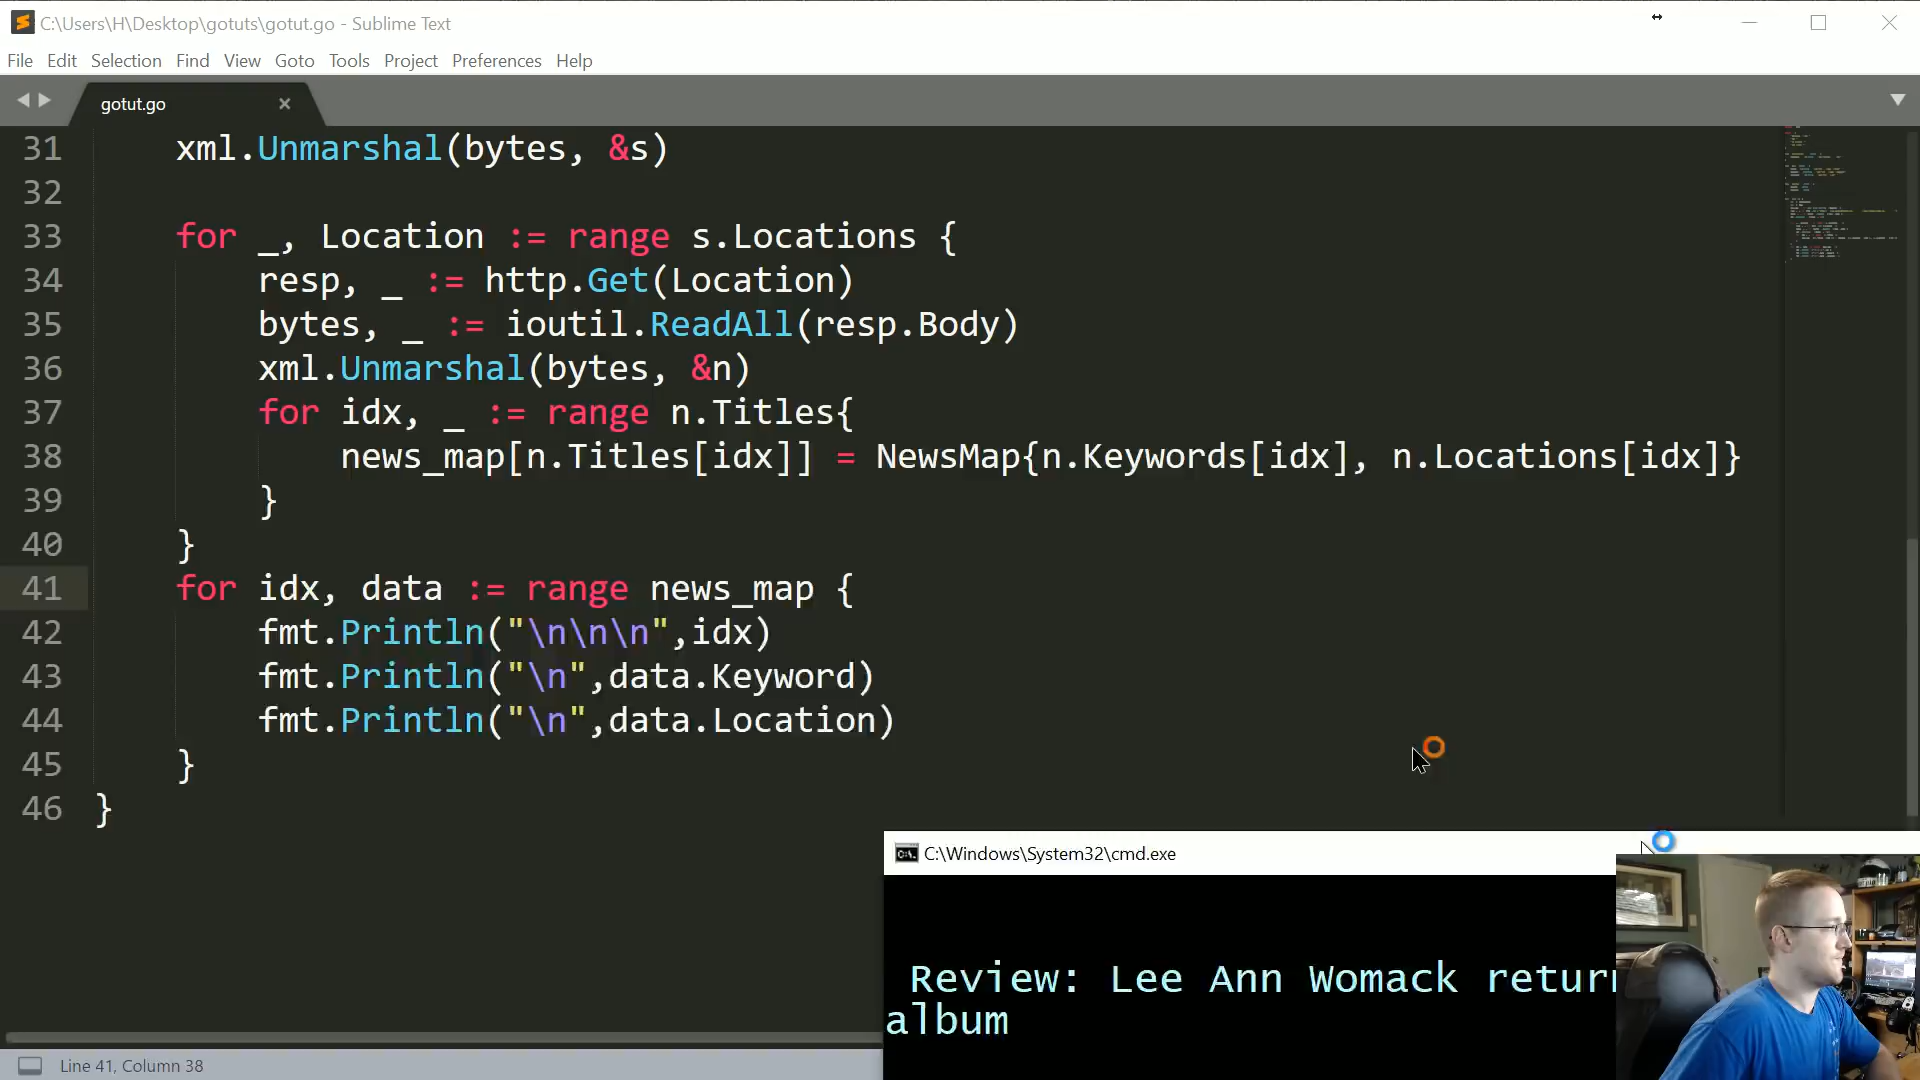 C:\Users\H\Desktop\gotuts\gotut.go - Sublime Text
File Edit Selection Find View Goto Tools Project Preferences Help
gotut.go
31 xml.Unmarshal(bytes, &s)
32
33 for _, Location := range s.Locations {
34 resp, _ := http.Get(Location)
35 bytes, _ := ioutil.ReadAll(resp.Body)
36 xml.Unmarshal(bytes, &n)
37 for idx, _ := range n.Titles{
38 news_map[n.Titles[idx]] = NewsMap{n.Keywords[idx], n.Locations[idx]}
39 }
40 }
41 for idx, data := range news_map {
42 fmt.Println("\n\n\n",idx)
43 fmt.Println("\n",data.Keyword)
44 fmt.Println("\n",data.Location)
45 }
46 }
C:\Windows\System32\cmd.exe
Review: Lee Ann Womack return
album
Line 41, Column 38